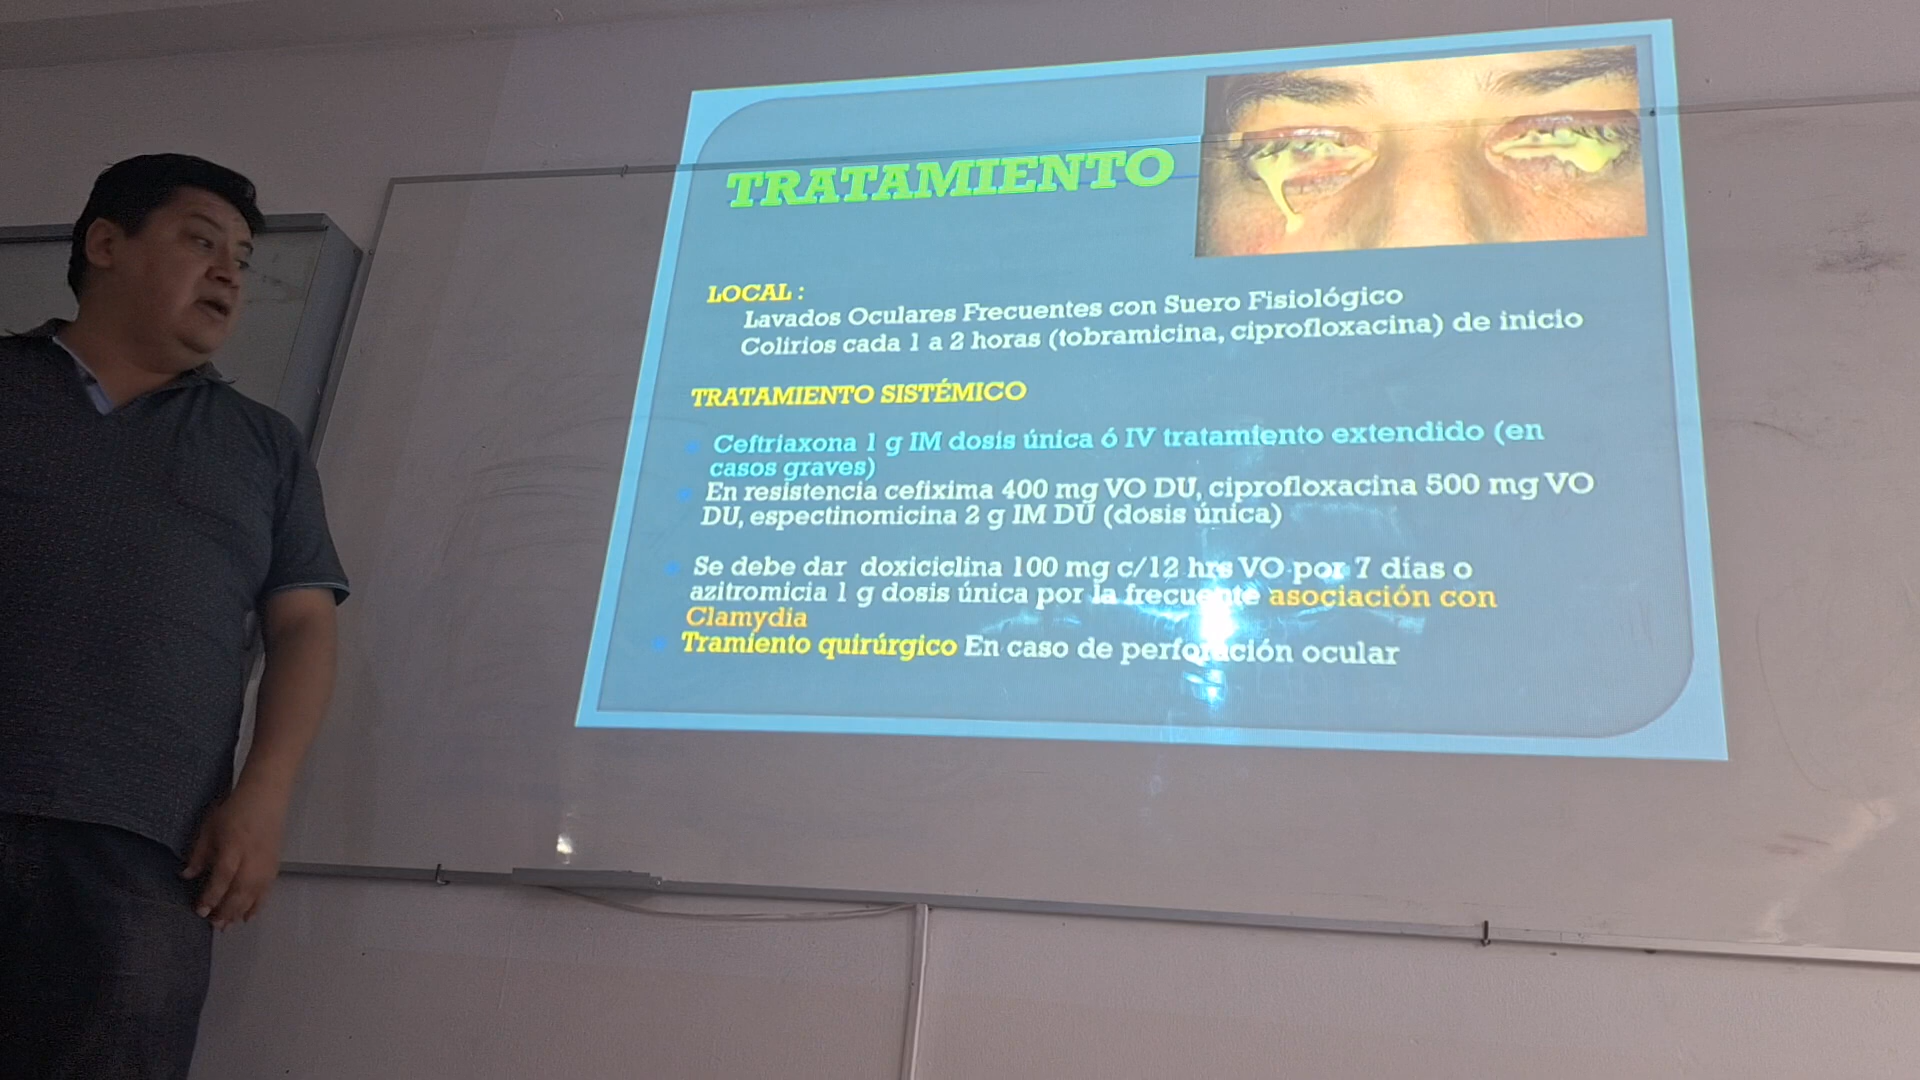 TRATAMIENTO
LOCAL :
Lavados Oculares Frecuentes con Suero Fisiológico
Colirios cada 1 a 2 horas (tobramicina, ciprofloxacina) de inicio
TRATAMIENTO SISTÉMICO
Ceftriaxona 1 g IM dosis única ó IV tratamiento extendido (en
casos graves)
En resistencia cefixima 400 mg VO DU, ciprofloxacina 500 mg VO
DU, espectinomicina 2 g IM DU (dosis única)
Se debe dar doxiciclina 100 mg c/12 hrs VO por 7 días o
azitromicia 1 g dosis única por la frecuente asociación con
Clamydia
Tramiento quirúrgico En caso de perforación ocular